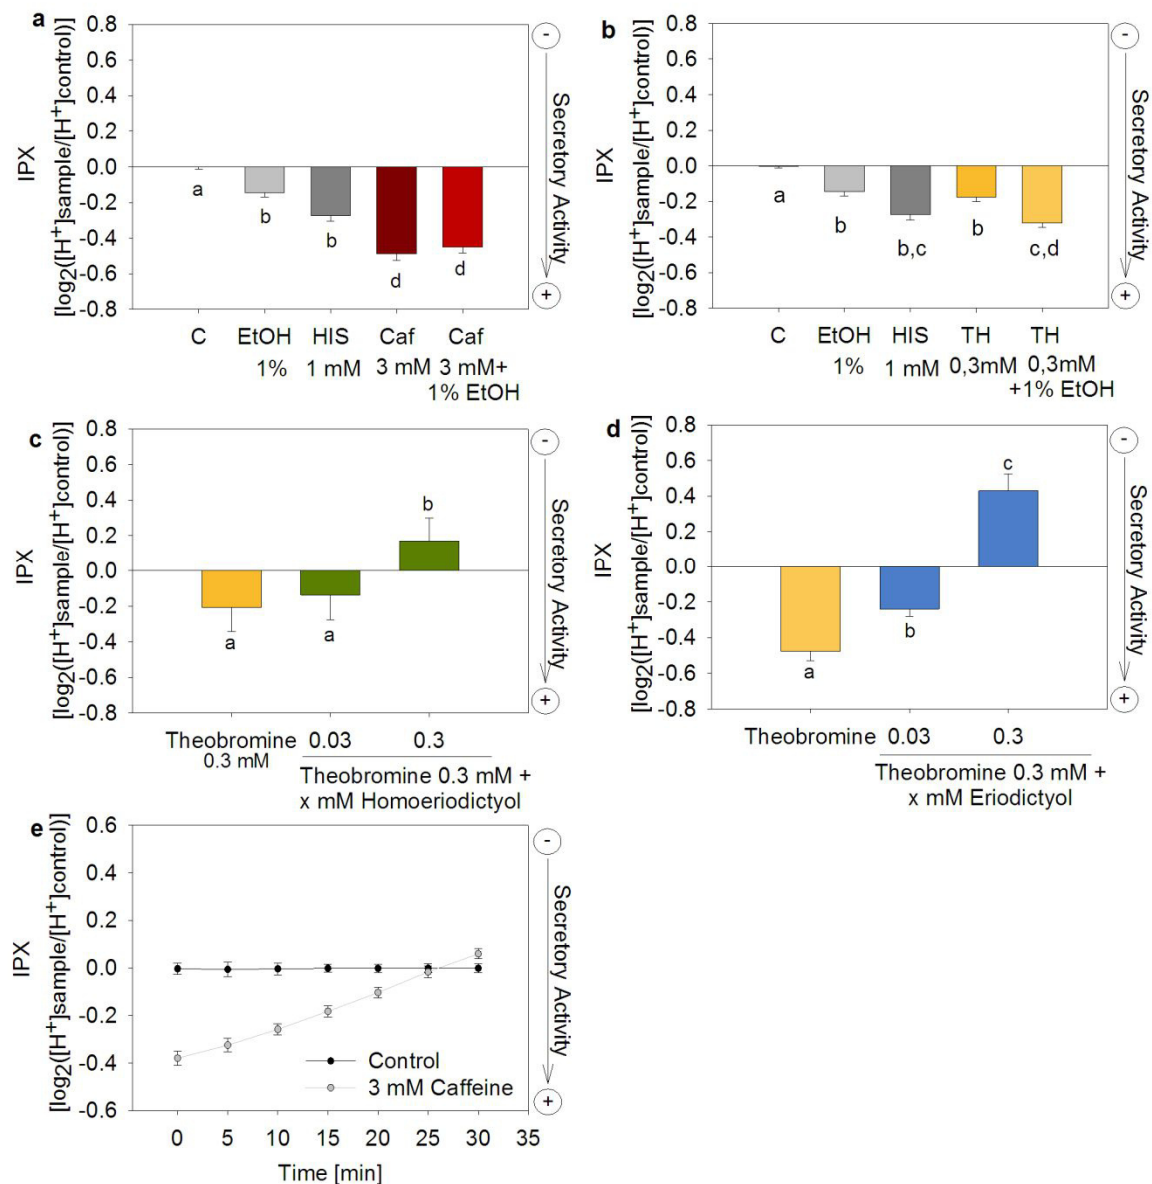 a
IPX
[log2([H+]sample/[H+]control)]
0.8
0.6
0.4
0.2
0.0
-0.2
-0.4
-0.6
-0.8
a
b
b
d
d
C EtOH HIS Caf Caf
1% 1 mM 3 mM 3 mM+
1% EtOH
-
Secretory Activity
+
b
IPX
[log2([H+]sample/[H+]control)]
0.8
0.6
0.4
0.2
0.0
-0.2
-0.4
-0.6
-0.8
a
b
b,c
b
c,d
C EtOH HIS TH TH
1% 1 mM 0,3mM 0,3mM
+1% EtOH
-
Secretory Activity
+
c
IPX
[log2([H+]sample/[H+]control)]
0.8
0.6
0.4
0.2
0.0
-0.2
-0.4
-0.6
-0.8
a
a
b
Theobromine 0.03 0.3
0.3 mM
Theobromine 0.3 mM +
x mM Homoeriodictyol
-
Secretory Activity
+
d
IPX
[log2([H+]sample/[H+]control)]
0.8
0.6
0.4
0.2
0.0
-0.2
-0.4
-0.6
-0.8
a
b
c
Theobromine 0.03 0.3
Theobromine 0.3 mM +
x mM Eriodictyol
-
Secretory Activity
+
e
IPX
[log2([H+]sample/[H+]control)]
0.6
0.4
0.2
0.0
-0.2
-0.4
-0.6
Control
3 mM Caffeine
0 5 10 15 20 25 30 35
Time [min]
-
Secretory Activity
+